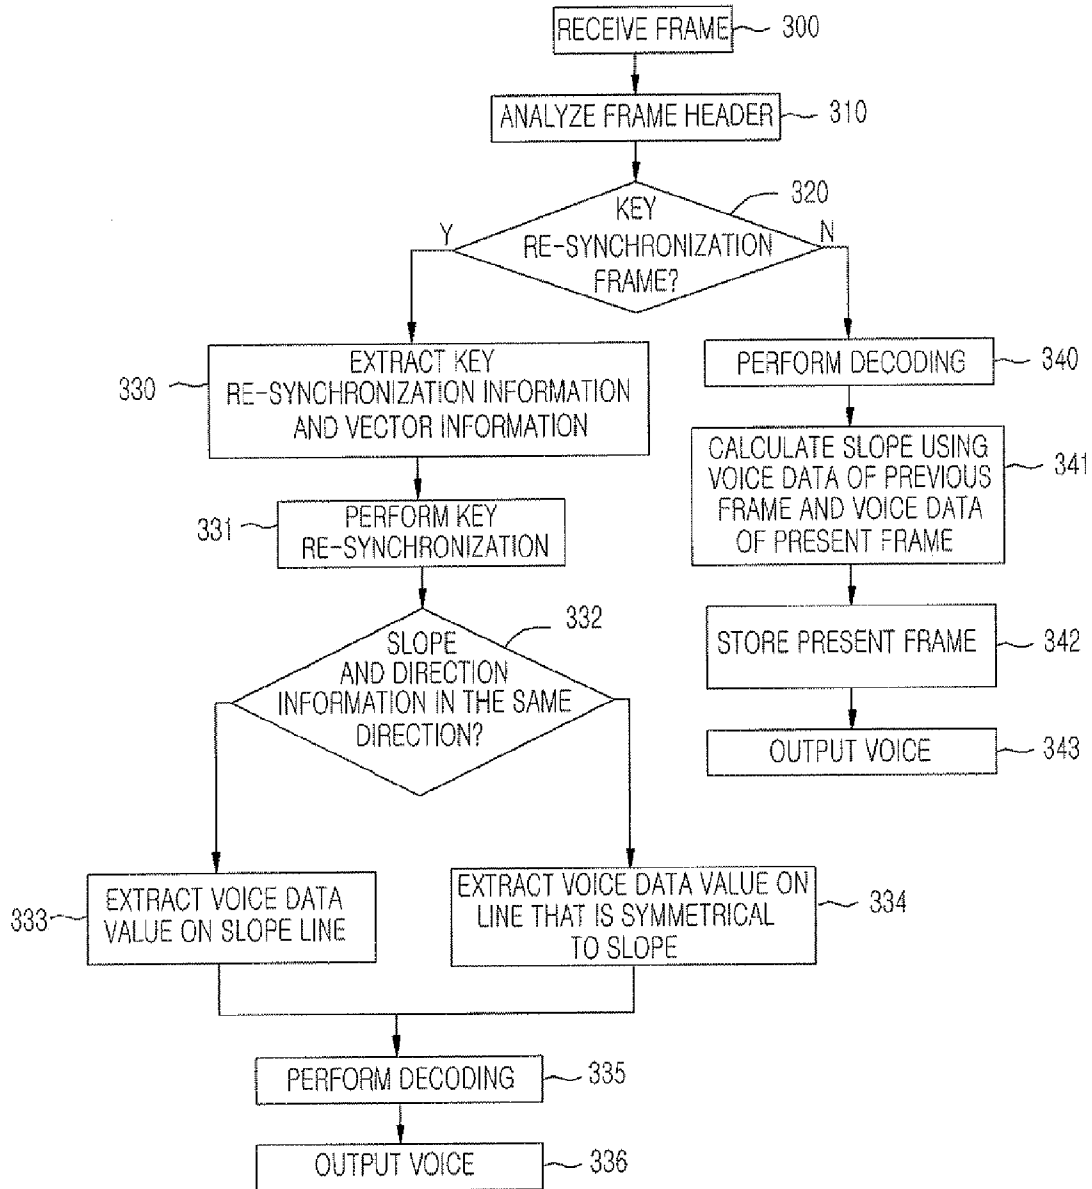 RECEIVE FRAME
300
ANALYZE FRAME HEADER
310
KEY
RE-SYNCHRONIZATION
FRAME?
320
Y
N
EXTRACT KEY
RE-SYNCHRONIZATION INFORMATION
AND VECTOR INFORMATION
330
PERFORM KEY
RE-SYNCHRONIZATION
331
SLOPE
AND DIRECTION
INFORMATION IN THE SAME
DIRECTION?
332
EXTRACT VOICE DATA
VALUE ON SLOPE LINE
333
EXTRACT VOICE DATA VALUE ON
LINE THAT IS SYMMETRICAL
TO SLOPE
334
PERFORM DECODING
335
OUTPUT VOICE
336
PERFORM DECODING
340
CALCULATE SLOPE USING
VOICE DATA OF PREVIOUS
FRAME AND VOICE DATA
OF PRESENT FRAME
341
STORE PRESENT FRAME
342
OUTPUT VOICE
343